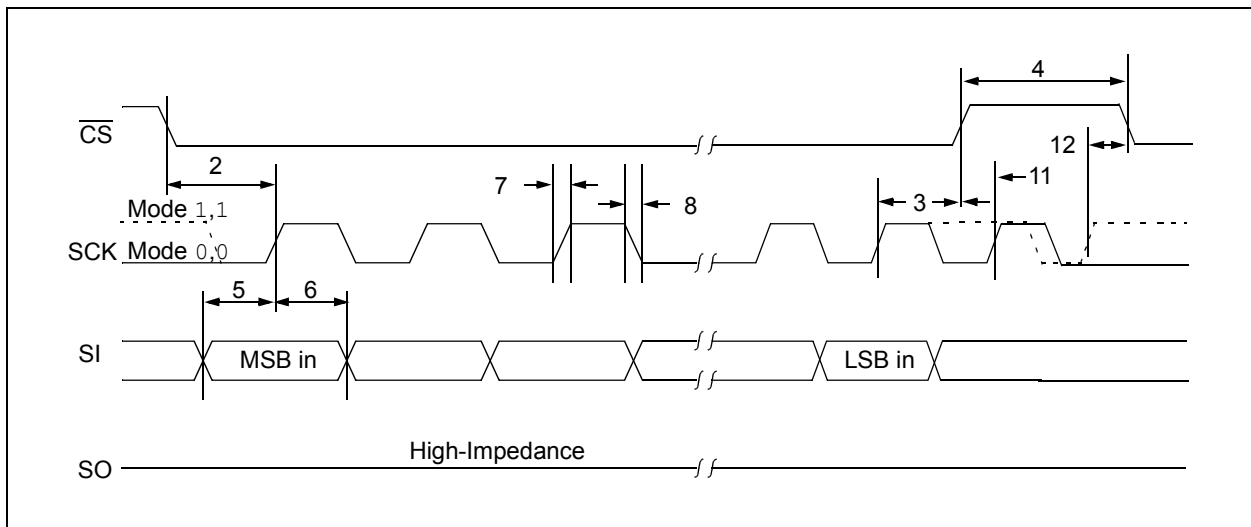 4
CS
12
2
7
8
3
11
Mode 1,1
SCK Mode 0,0
5
6
SI
MSB in
LSB in
High-Impedance
SO